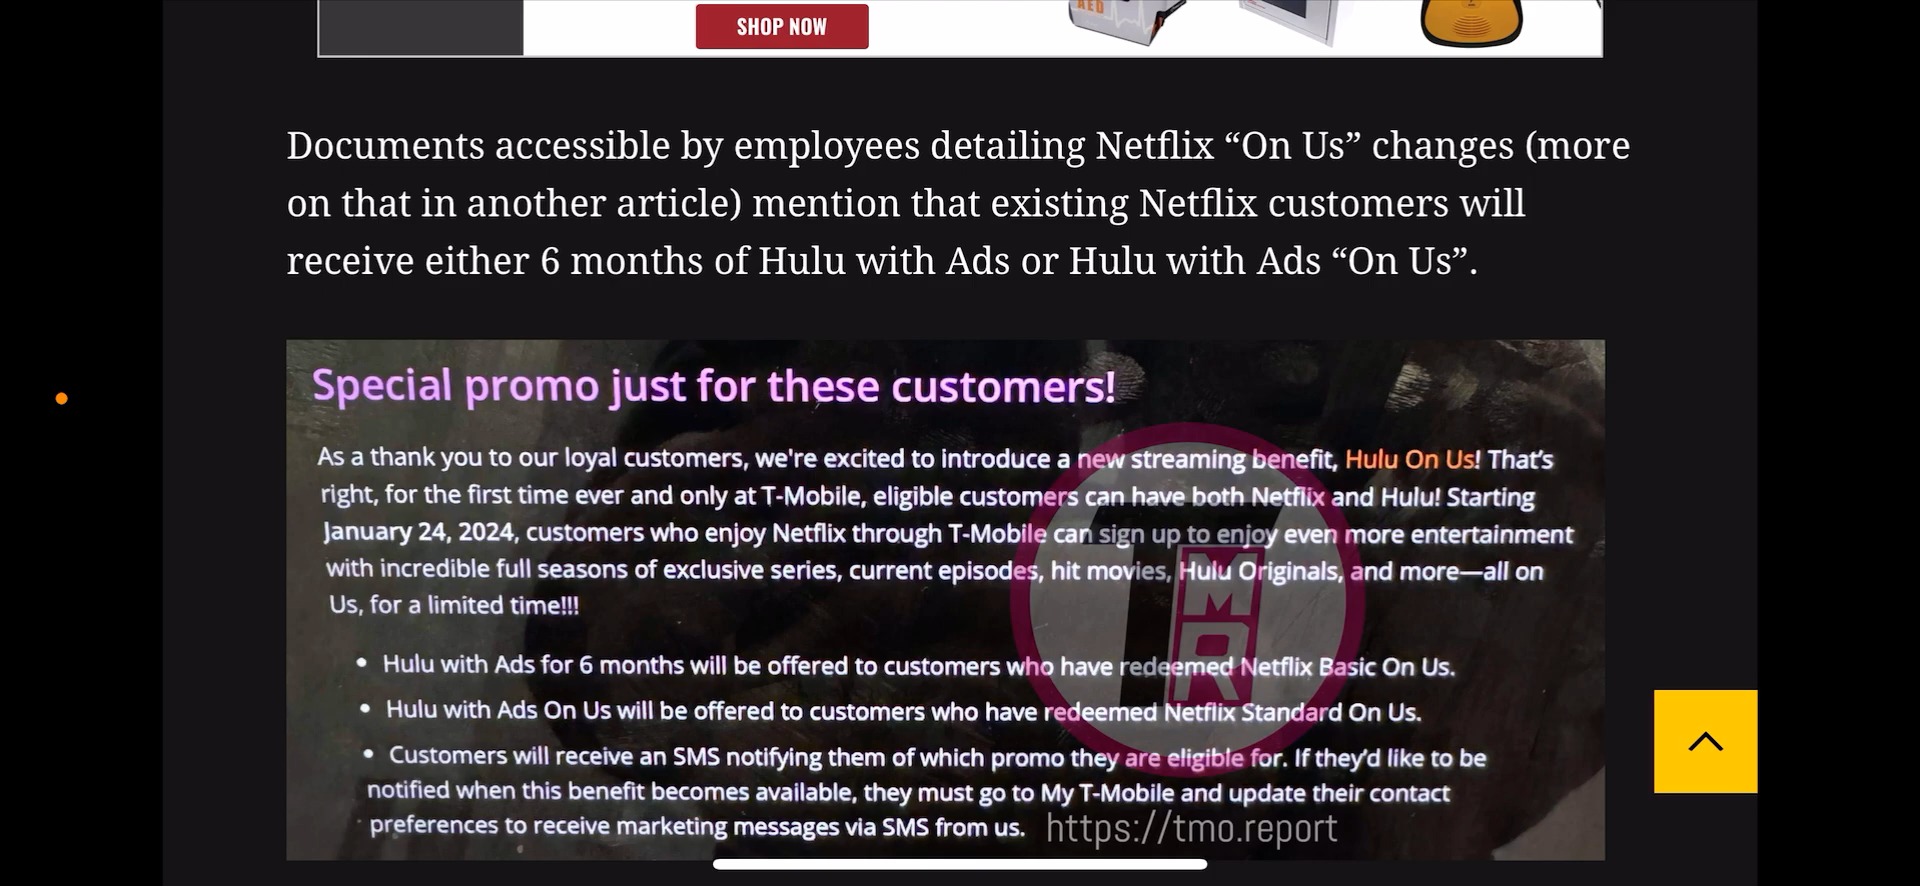 AED
SHOP NOW
Documents accessible by employees detailing Netflix “On Us” changes (more
on that in another article) mention that existing Netflix customers will
receive either 6 months of Hulu with Ads or Hulu with Ads “On Us”.
Special promo just for these customers!
As a thank you to our loyal customers, we're excited to introduce a new streaming benefit, Hulu On Us! That's
right, for the first time ever and only at T-Mobile, eligible customers can have both Netflix and Hulu! Starting
January 24, 2024, customers who enjoy Netflix through T-Mobile can sign up to enjoy even more entertainment
with incredible full seasons of exclusive series, current episodes, hit movies, Hulu Originals, and more—all on
Us, for a limited time!!!
• Hulu with Ads for 6 months will be offered to customers who have redeemed Netflix Basic On Us.
• Hulu with Ads On Us will be offered to customers who have redeemed Netflix Standard On Us.
• Customers will receive an SMS notifying them of which promo they are eligible for. If they'd like to be
notified when this benefit becomes available, they must go to My T-Mobile and update their contact
preferences to receive marketing messages via SMS from us.
TMR
https://tmo.report